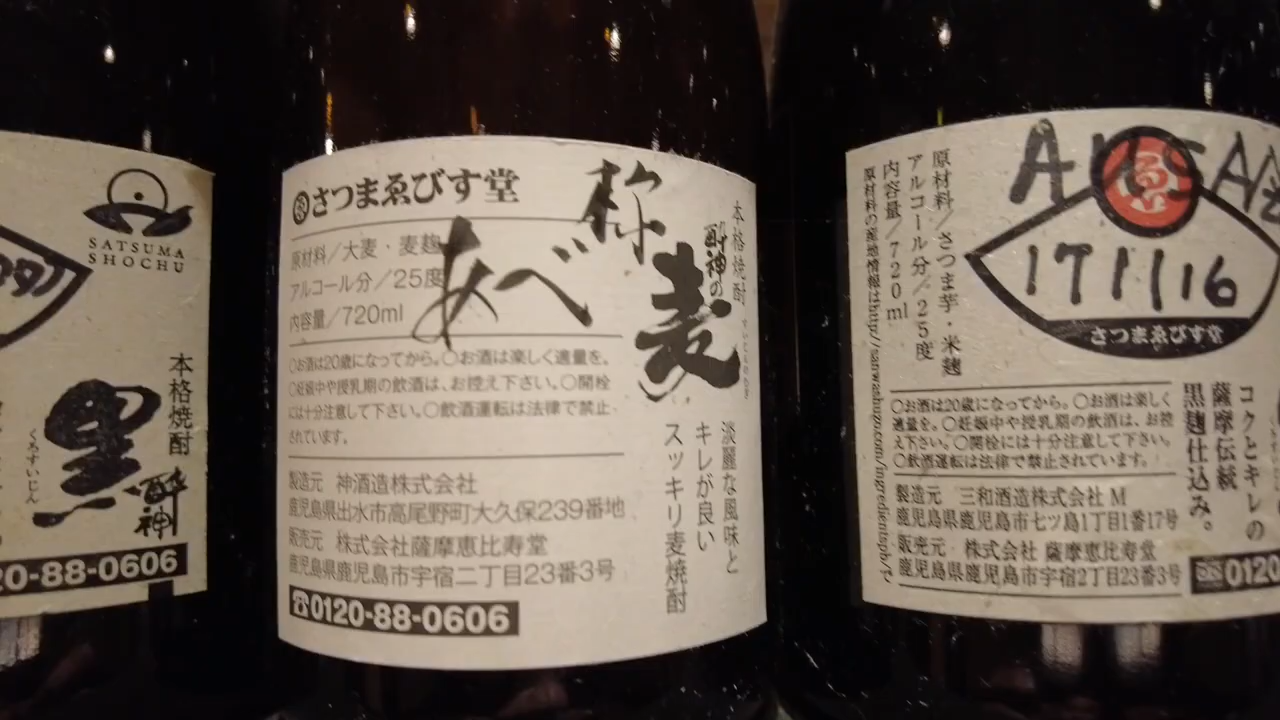 SATSUMA
SHOCHU
本格焼酎
黒
くろすいじん
酔神
20-88-0606
さつまゑびす堂
原材料／大麦・麦麹
アルコール分／25度
内容量／720ml
あべ
○お酒は20歳になってから。○お酒は楽しく適量を。
○妊娠中や授乳期の飲酒は、お控え下さい。○開栓
には十分注意して下さい。○飲酒運転は法律で禁止
されています。
製造元 神酒造株式会社
鹿児島県出水市高尾野町大久保239番地
販売元 株式会社薩摩恵比寿堂
鹿児島県鹿児島市宇宿二丁目23番3号
☎0120-88-0606
本格焼酎
酔神の
麦
淡麗な風味と
キレが良い
スッキリ麦焼酎
171116
さつまゑびす堂
原材料／さつま芋・米麹
アルコール分／25度
内容量／720ml
コクとキレの
薩摩伝統
黒麹仕込み。
○お酒は20歳になってから。○お酒は楽しく
適量を。○妊娠中や授乳期の飲酒は、お控
え下さい。○開栓には十分注意して下さい。
○飲酒運転は法律で禁止されています。
製造元 三和酒造株式会社 M
鹿児島県鹿児島市七ツ島1丁目1番17号
販売元 株式会社 薩摩恵比寿堂
鹿児島県鹿児島市宇宿2丁目23番3号
0120